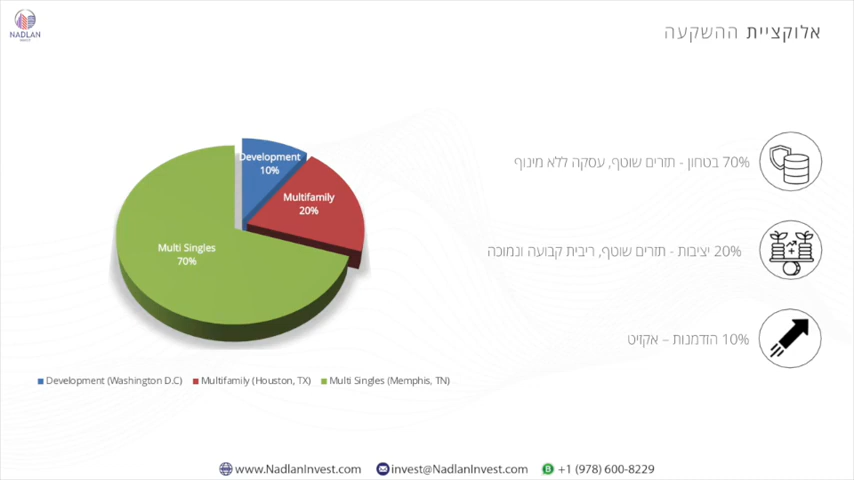 NADLAN
INVEST
אלוקציית ההשקעה
Development
10%
Multifamily
20%
Multi Singles
70%
70% בטחון - תזרים שוטף, עסקה ללא מינוף
20% יציבות - תזרים שוטף, ריבית קבועה ונמוכה
10% הזדמנות – אקזיט
Development (Washington D.C) Multifamily (Houston, TX) Multi Singles (Memphis, TN)
www.NadlanInvest.com invest@NadlanInvest.com +1 (978) 600-8229